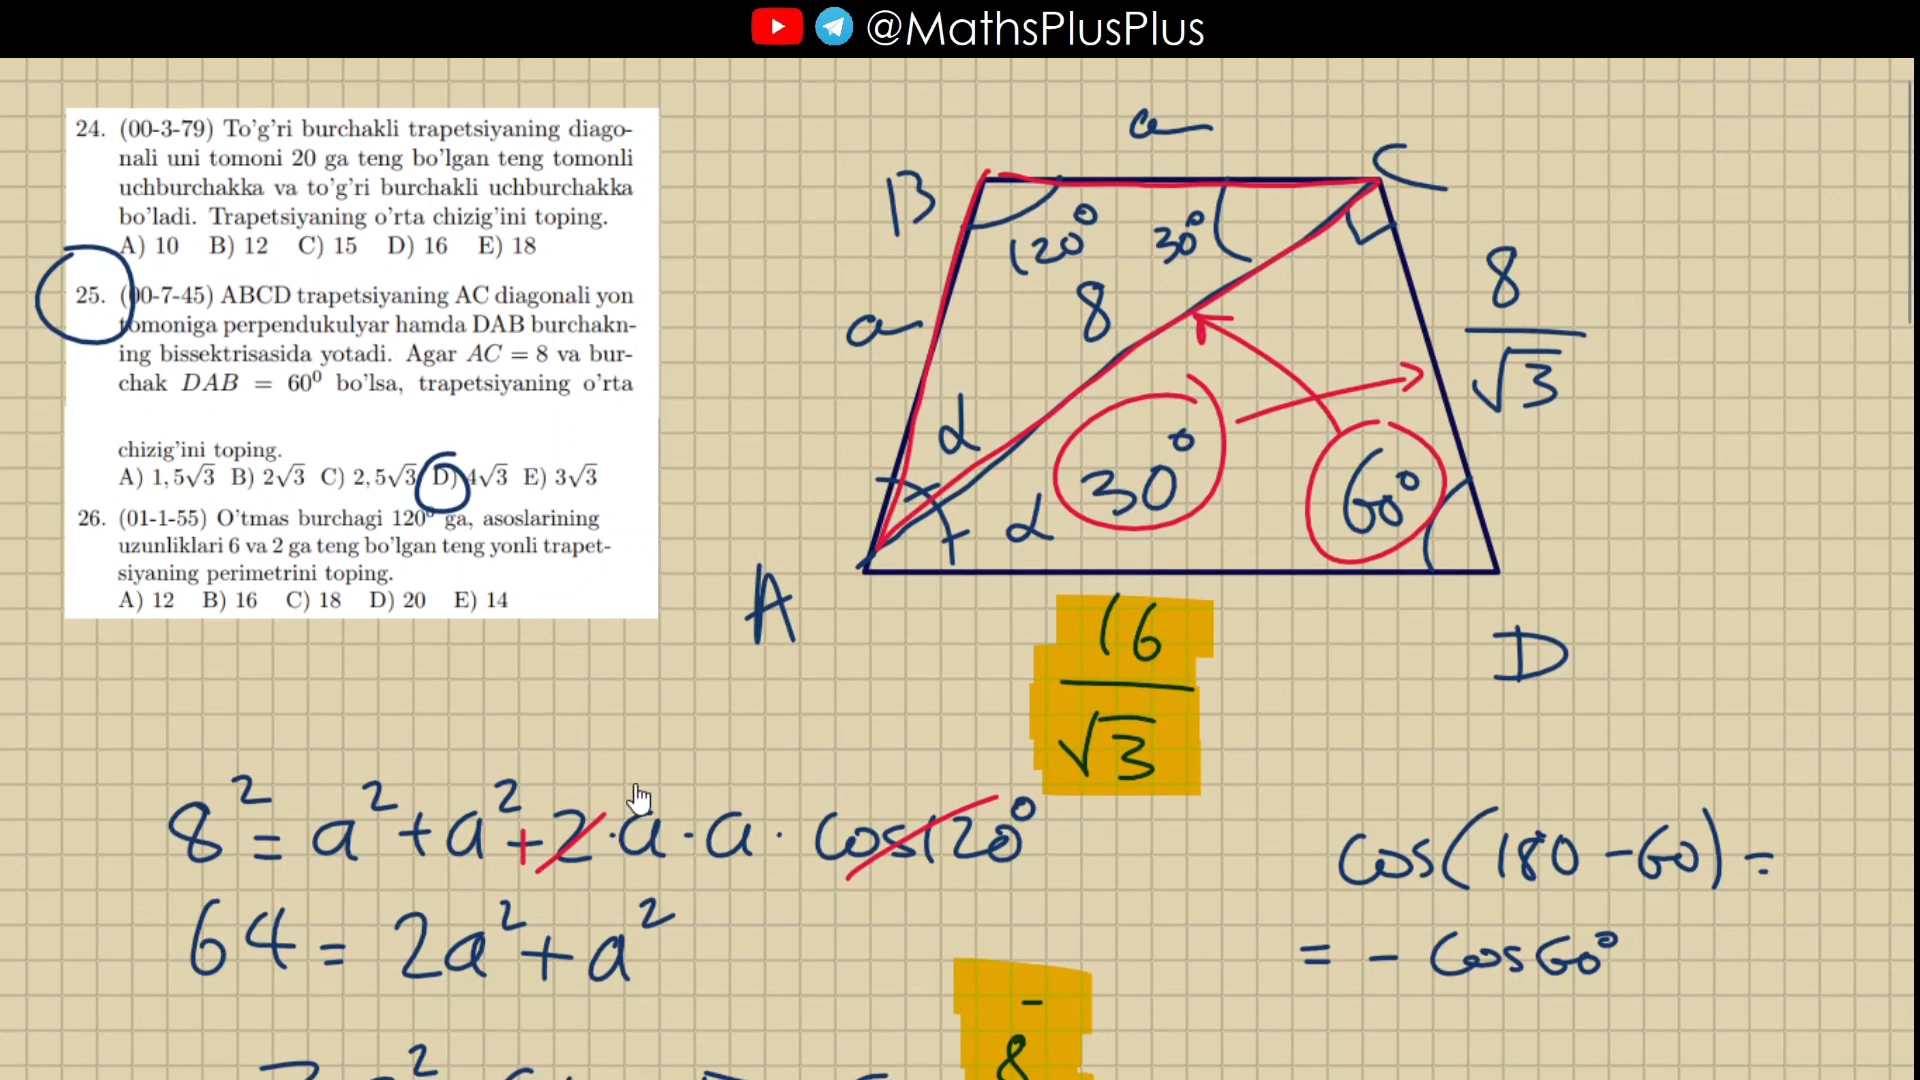 @MathsPlusPlus
24. (00-3-79) To'g'ri burchakli trapetsiyaning diago-
nali uni tomoni 20 ga teng bo'lgan teng tomonli
uchburchakka va to'g'ri burchakli uchburchakka
bo'ladi. Trapetsiyaning o'rta chizig'ini toping.
A) 10 B) 12 C) 15 D) 16 E) 18
25. (00-7-45) ABCD trapetsiyaning AC diagonali yon
tomoniga perpendukulyar hamda DAB burchakn-
ing bissektrisasida yotadi. Agar AC = 8 va bur-
chak DAB = 60⁰ bo'lsa, trapetsiyaning o'rta
chizig'ini toping.
A) 1,5√3 B) 2√3 C) 2,5√3 D) 4√3 E) 3√3
26. (01-1-55) O'tmas burchagi 120° ga, asoslarining
uzunliklari 6 va 2 ga teng bo'lgan teng yonli trapet-
siyaning perimetrini toping.
A) 12 B) 16 C) 18 D) 20 E) 14
a
B
C
120°
30°
8
a
8/√3
α
30°
60°
α
A
16/√3
D
8² = a² + a² + 2·a·a·cos120°
64 = 2a² + a²
cos(180-60) =
= - cos60°
8